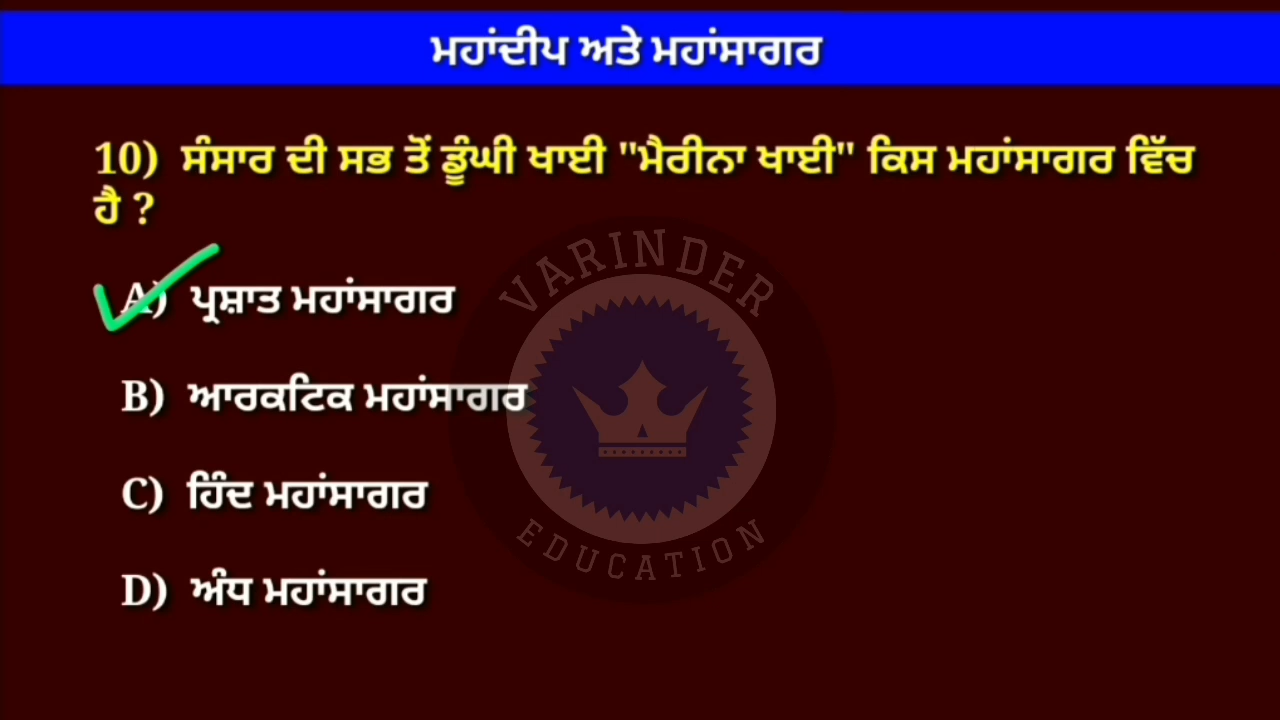 ਮਹਾਂਦੀਪ ਅਤੇ ਮਹਾਂਸਾਗਰ
10) ਸੰਸਾਰ ਦੀ ਸਭ ਤੋਂ ਡੂੰਘੀ ਖਾਈ "ਮੈਰੀਨਾ ਖਾਈ" ਕਿਸ ਮਹਾਂਸਾਗਰ ਵਿੱਚ
ਹੈ ?
A) ਪ੍ਰਸ਼ਾਤ ਮਹਾਂਸਾਗਰ
B) ਆਰਕਟਿਕ ਮਹਾਂਸਾਗਰ
C) ਹਿੰਦ ਮਹਾਂਸਾਗਰ
D) ਅੰਧ ਮਹਾਂਸਾਗਰ
VARINDER
EDUCATION